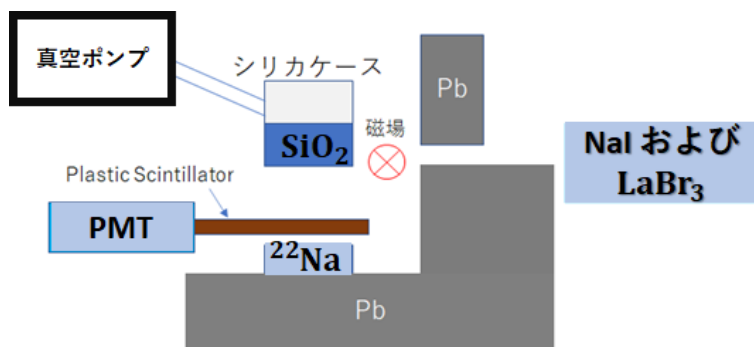 真空ポンプ
シリカケース
Pb
SiO₂
磁場
NaI および
LaBr₃
Plastic Scintillator
PMT
²²Na
Pb